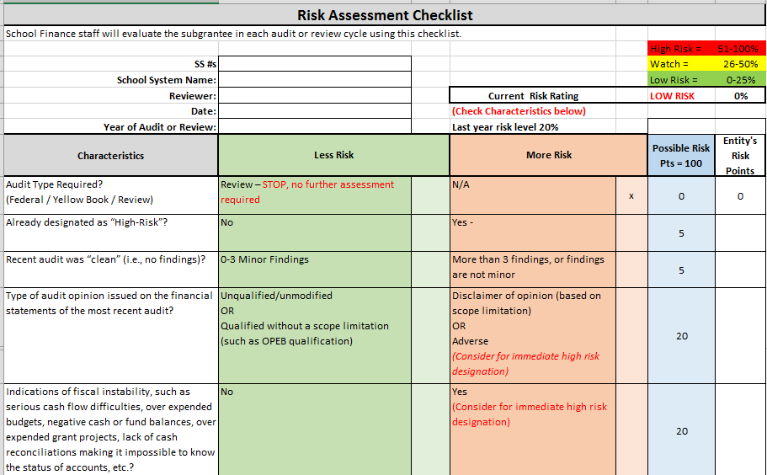 Risk Assessment Checklist
School Finance staff will evaluate the subgrantee in each audit or review cycle using this checklist.
High Risk = 51-100%
SS #s Watch = 26-50%
School System Name: Low Risk = 0-25%
Reviewer: Current Risk Rating LOW RISK 0%
Date: (Check Characteristics below)
Year of Audit or Review: Last year risk level 20%
Characteristics
Less Risk
More Risk
Possible Risk
Pts = 100
Entity's
Risk
Points
Audit Type Required?
(Federal / Yellow Book / Review)
Review – STOP, no further assessment
required
N/A
x
0
0
Already designated as “High-Risk”?
No
Yes -
5
Recent audit was “clean” (i.e., no findings)?
0-3 Minor Findings
More than 3 findings, or findings
are not minor
5
Type of audit opinion issued on the financial
statements of the most recent audit?
Unqualified/unmodified
OR
Qualified without a scope limitation
(such as OPEB qualification)
Disclaimer of opinion (based on
scope limitation)
OR
Adverse
(Consider for immediate high risk
designation)
20
Indications of fiscal instability, such as
serious cash flow difficulties, over expended
budgets, negative cash or fund balances, over
expended grant projects, lack of cash
reconciliations making it impossible to know
the status of accounts, etc.?
No
Yes
(Consider for immediate high risk
designation)
20